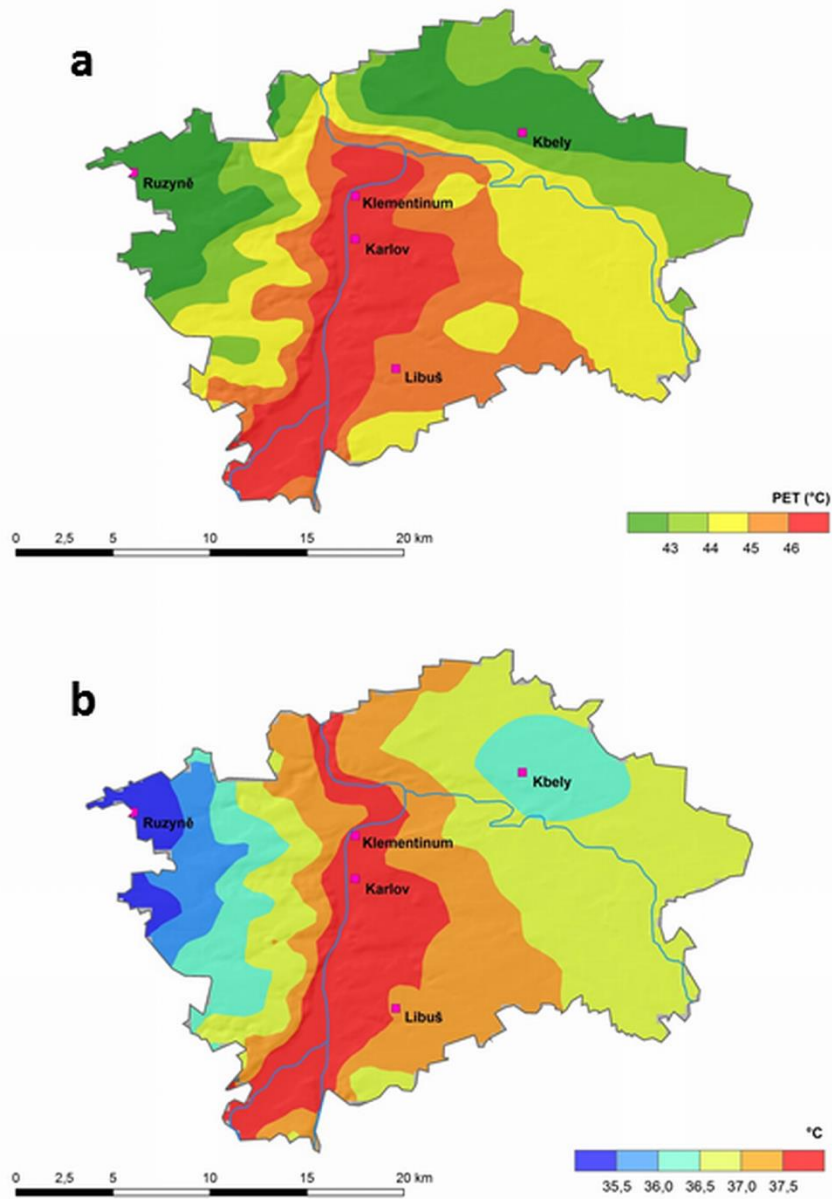 a
Kbely
Ruzyně
Klementinum
Karlov
Libuš
PET (°C)
43 44 45 46
0 2,5 5 10 15 20 km
b
Kbely
Ruzyně
Klementinum
Karlov
Libuš
°C
35,5 36,0 36,5 37,0 37,5
0 2,5 5 10 15 20 km